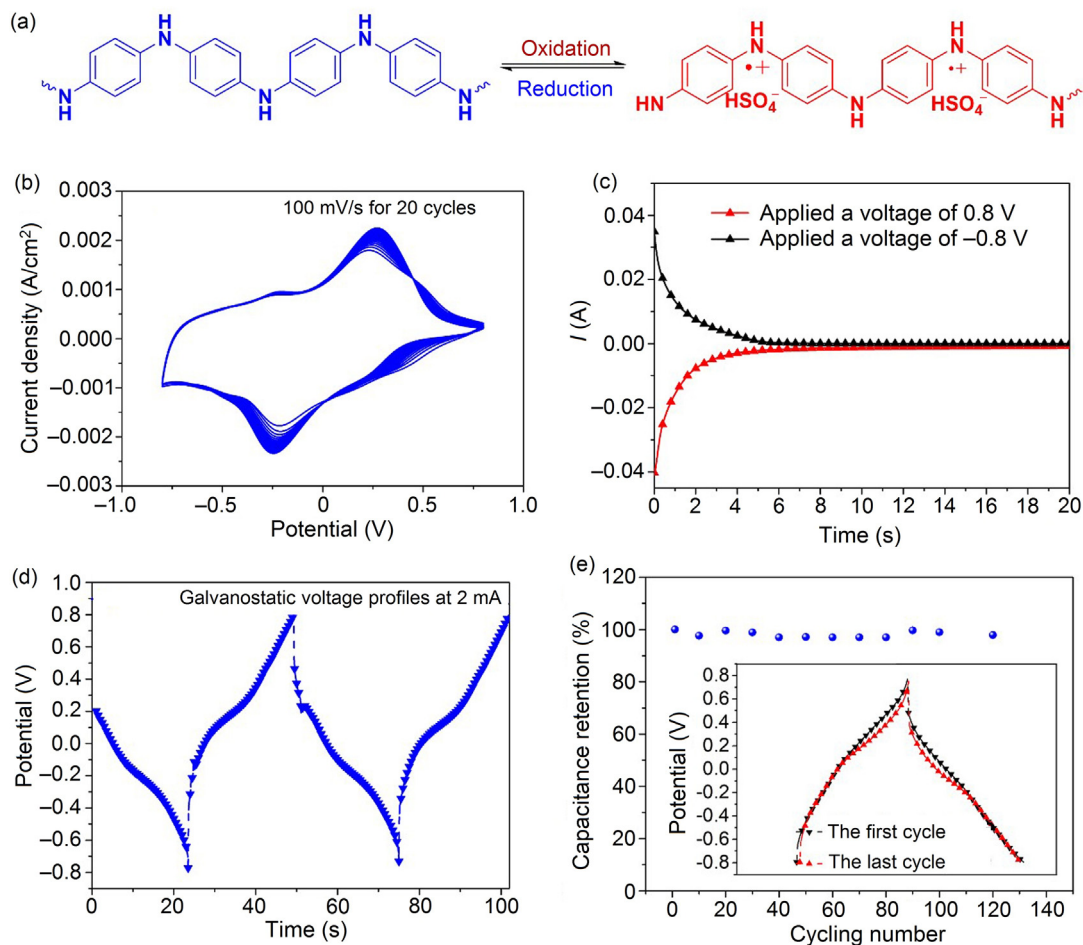 (a)
H
N
H
N
H
N
H
N
N
H
N
H
N
H
N
H
Oxidation
Reduction
•+
•+
HN
HSO4−
HSO4−
N
H
N
H
(b)
0.003
0.002
0.001
0.000
−0.001
−0.002
−0.003
Current density (A/cm²)
100 mV/s for 20 cycles
−1.0
−0.5
0
0.5
1.0
Potential (V)
(c)
0.04
0.02
0.00
−0.02
−0.04
I (A)
Applied a voltage of 0.8 V
Applied a voltage of −0.8 V
0 2 4 6 8 10 12 14 16 18 20
Time (s)
(d)
1.0
0.8
0.6
0.4
0.2
0.0
−0.2
−0.4
−0.6
−0.8
Potential (V)
Galvanostatic voltage profiles at 2 mA
0 20 40 60 80 100
Time (s)
(e)
120
100
80
60
40
20
0
Capacitance retention (%)
0.8
0.6
0.4
0.2
0.0
-0.2
-0.4
-0.6
-0.8
Potential (V)
The first cycle
The last cycle
0 20 40 60 80 100 120 140
Cycling number